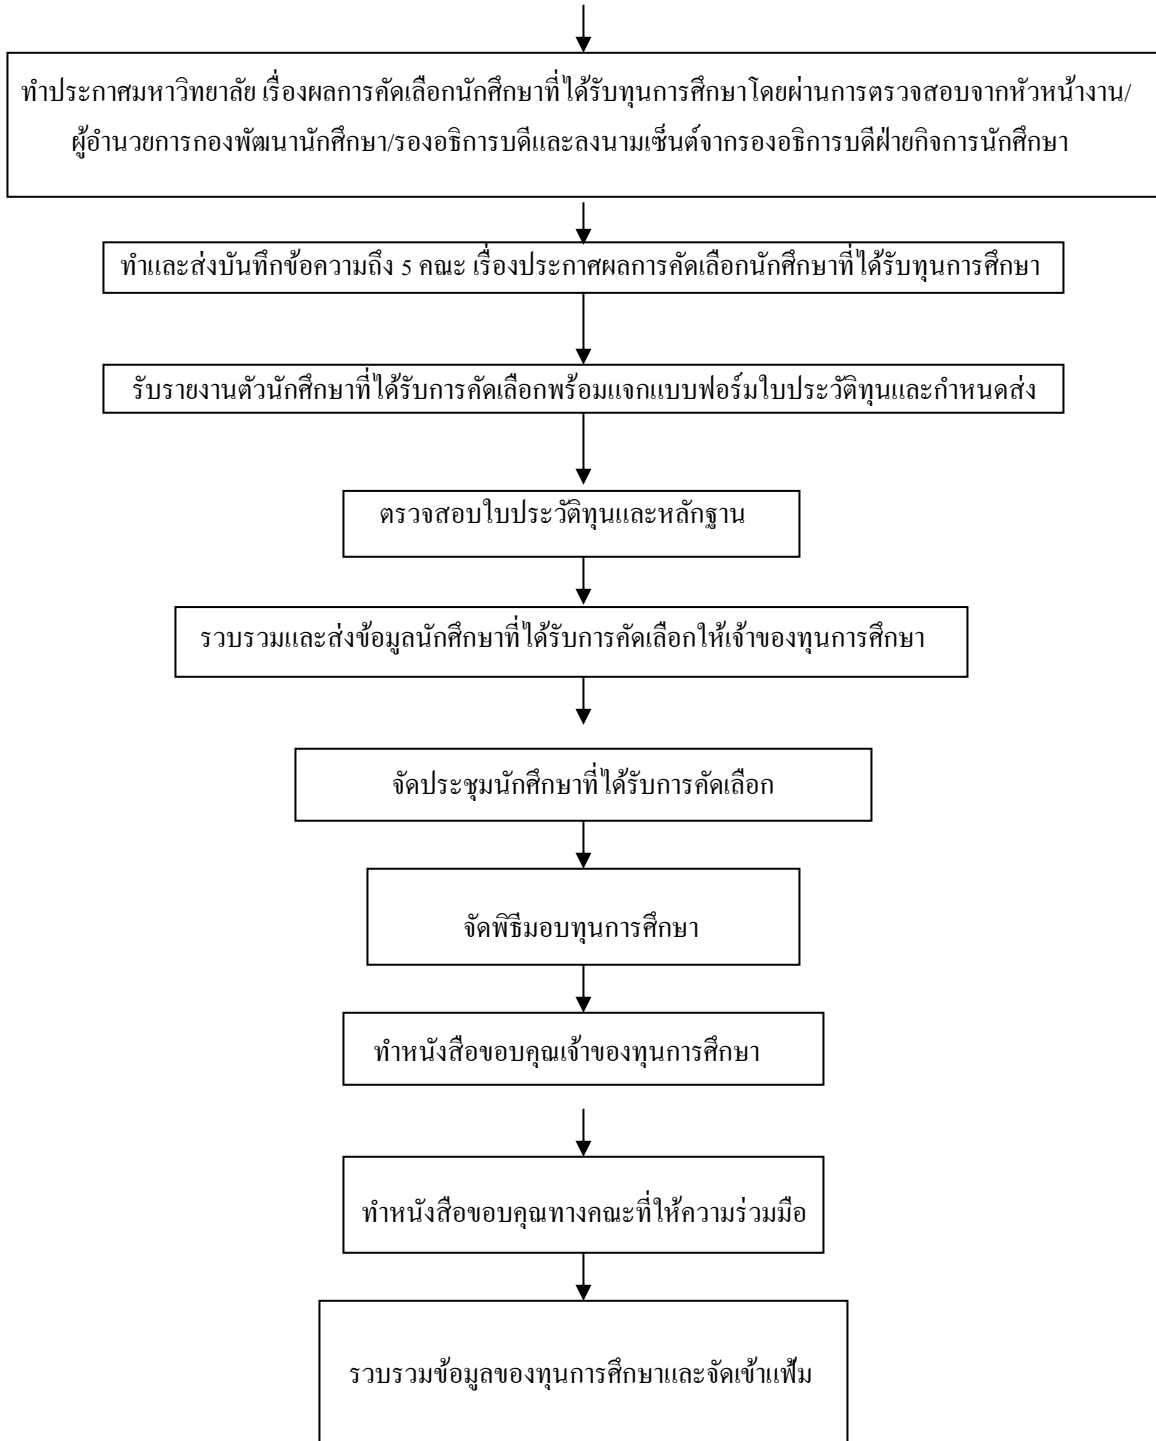 ทำประกาศมหาวิทยาลัย เรื่องผลการคัดเลือกนักศึกษาที่ได้รับทุนการศึกษาโดยผ่านการตรวจสอบจากหัวหน้างาน/
ผู้อำนวยการกองพัฒนานักศึกษา/รองอธิการบดีและลงนามเซ็นต์จากรองอธิการบดีฝ่ายกิจการนักศึกษา
ทำและส่งบันทึกข้อความถึง 5 คณะ เรื่องประกาศผลการคัดเลือกนักศึกษาที่ได้รับทุนการศึกษา
รับรายงานตัวนักศึกษาที่ได้รับการคัดเลือกพร้อมแจกแบบฟอร์มใบประวัติทุนและกำหนดส่ง
ตรวจสอบใบประวัติทุนและหลักฐาน
รวบรวมและส่งข้อมูลนักศึกษาที่ได้รับการคัดเลือกให้เจ้าของทุนการศึกษา
จัดประชุมนักศึกษาที่ได้รับการคัดเลือก
จัดพิธีมอบทุนการศึกษา
ทำหนังสือขอบคุณเจ้าของทุนการศึกษา
ทำหนังสือขอบคุณทางคณะที่ให้ความร่วมมือ
รวบรวมข้อมูลของทุนการศึกษาและจัดเข้าแฟ้ม